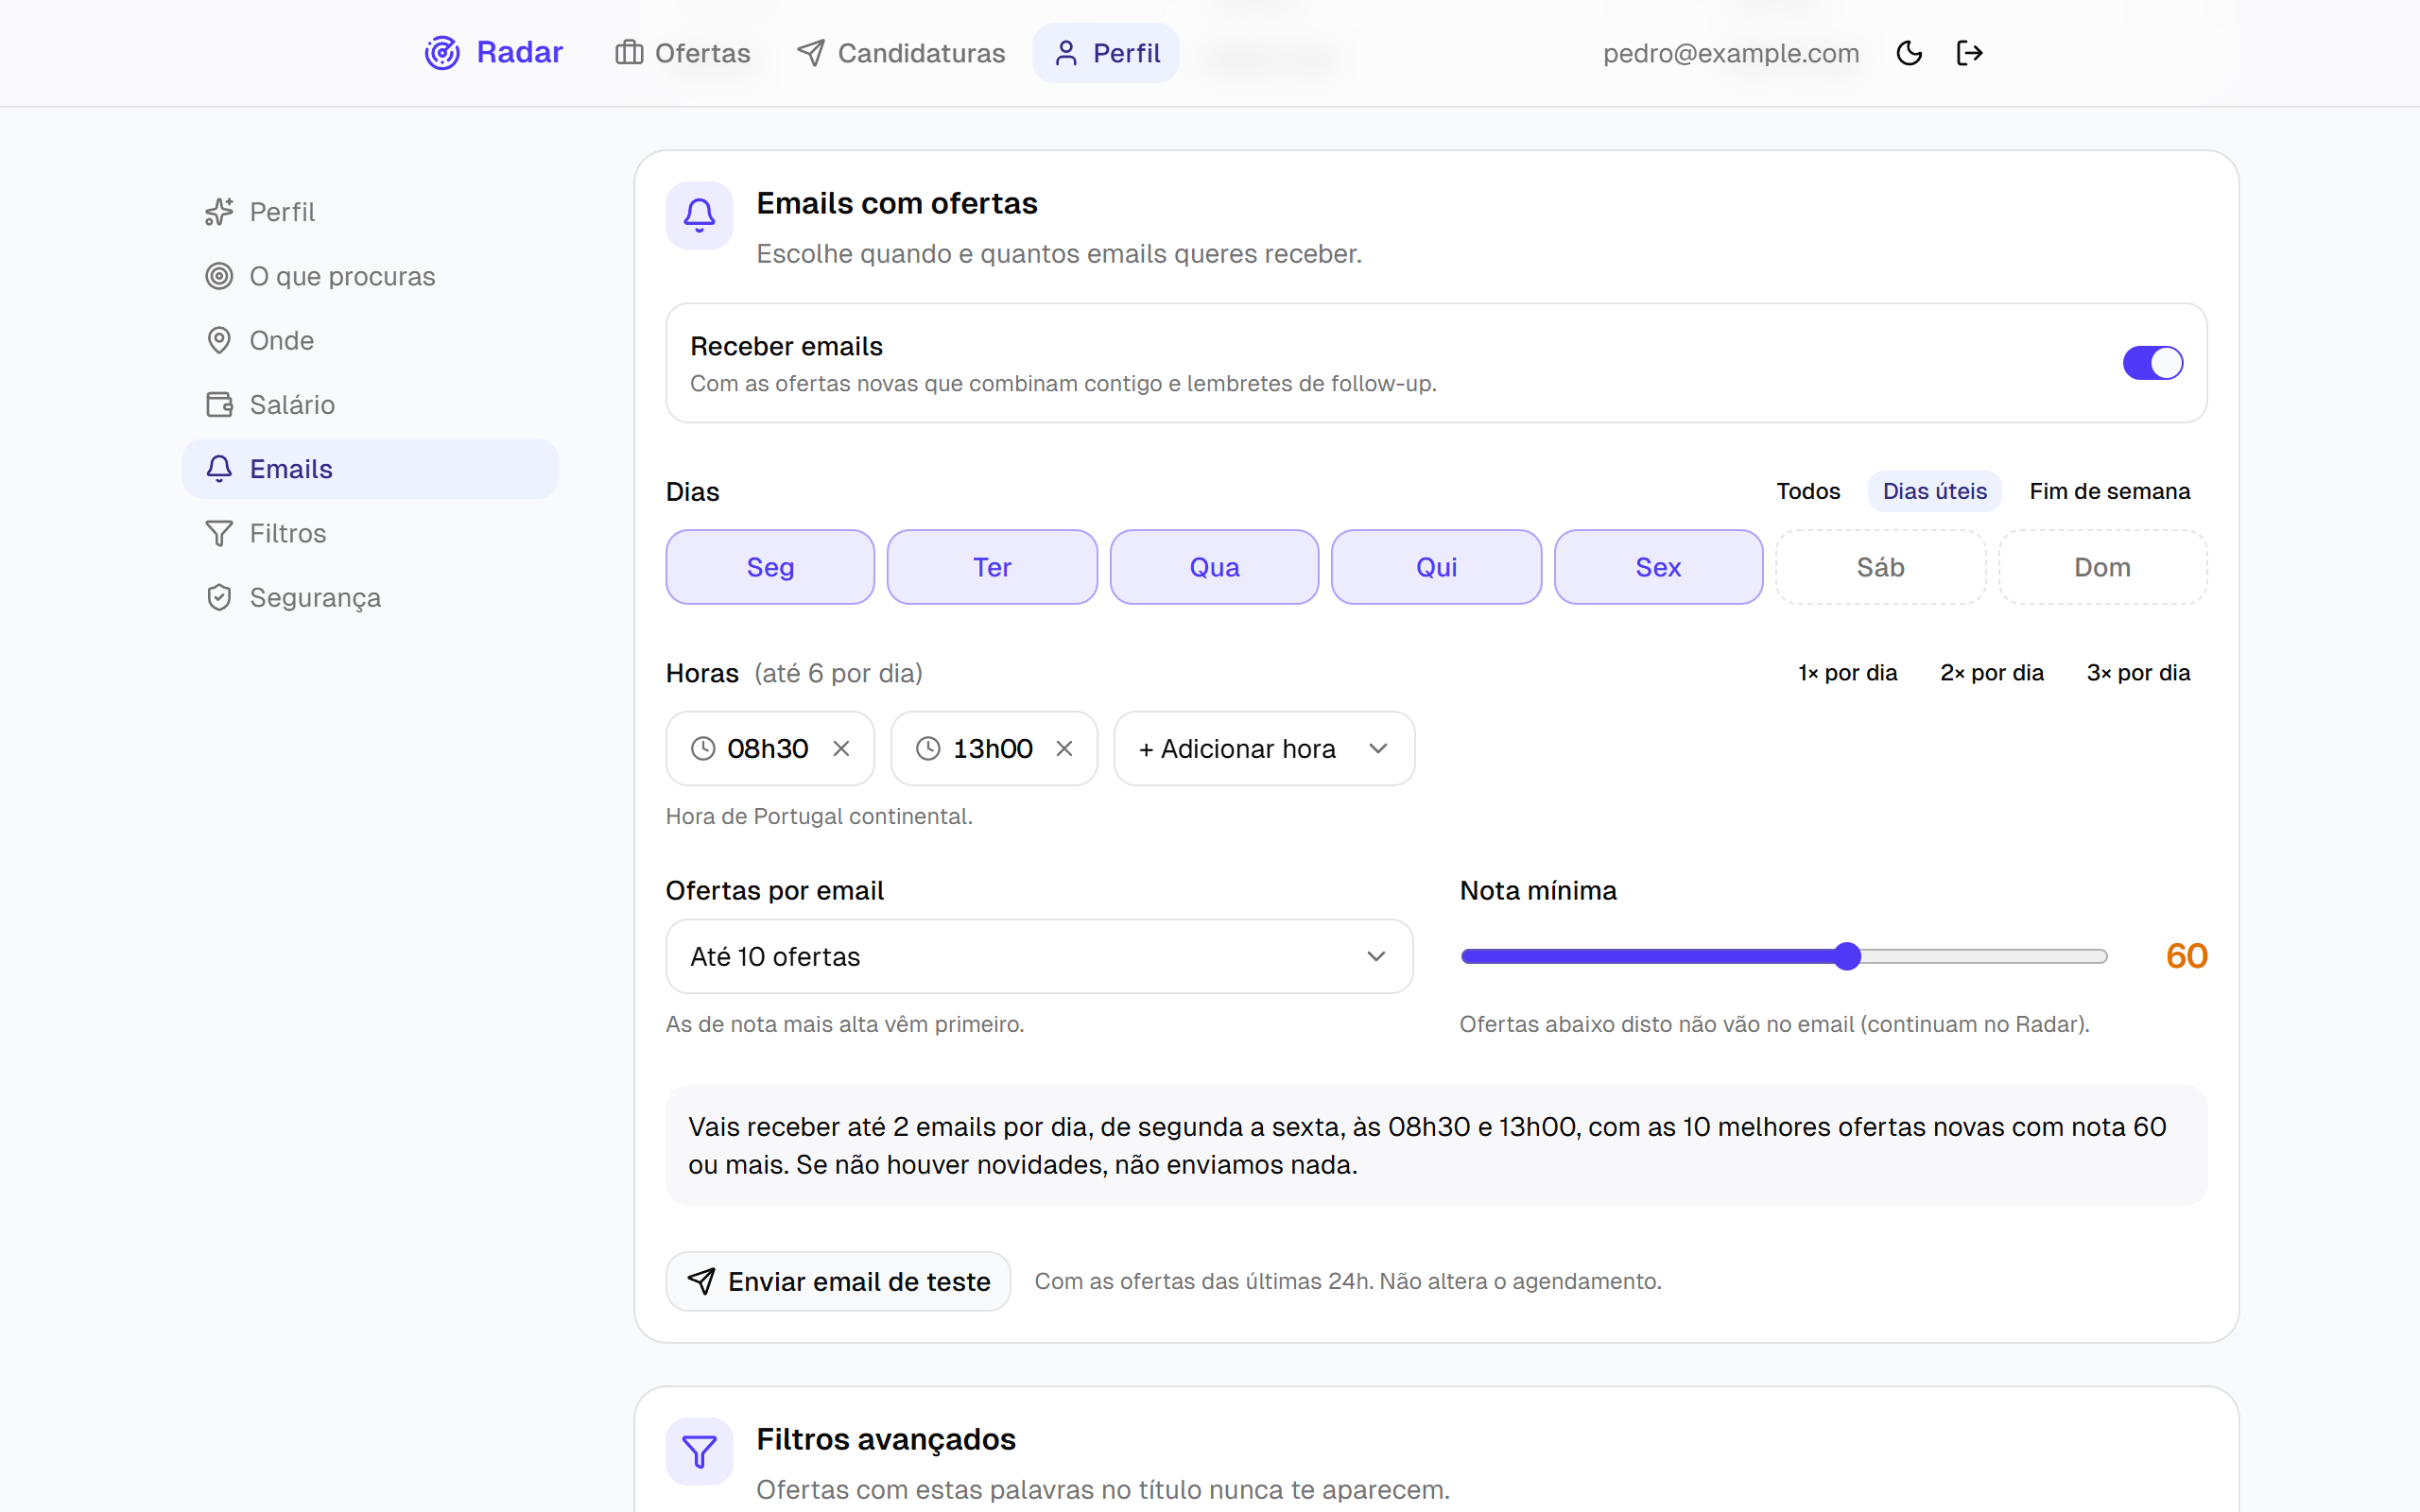 Radar
Ofertas
Candidaturas
Perfil
pedro@example.com
Perfil
O que procuras
Onde
Salário
Emails
Filtros
Segurança
Emails com ofertas
Escolhe quando e quantos emails queres receber.
Receber emails
Com as ofertas novas que combinam contigo e lembretes de follow-up.
Dias
Todos
Dias úteis
Fim de semana
Seg
Ter
Qua
Qui
Sex
Sáb
Dom
Horas (até 6 por dia)
1× por dia
2× por dia
3× por dia
08h30
13h00
+ Adicionar hora
Hora de Portugal continental.
Ofertas por email
Até 10 ofertas
As de nota mais alta vêm primeiro.
Nota mínima
60
Ofertas abaixo disto não vão no email (continuam no Radar).
Vais receber até 2 emails por dia, de segunda a sexta, às 08h30 e 13h00, com as 10 melhores ofertas novas com nota 60
ou mais. Se não houver novidades, não enviamos nada.
Enviar email de teste
Com as ofertas das últimas 24h. Não altera o agendamento.
Filtros avançados
Ofertas com estas palavras no título nunca te aparecem.